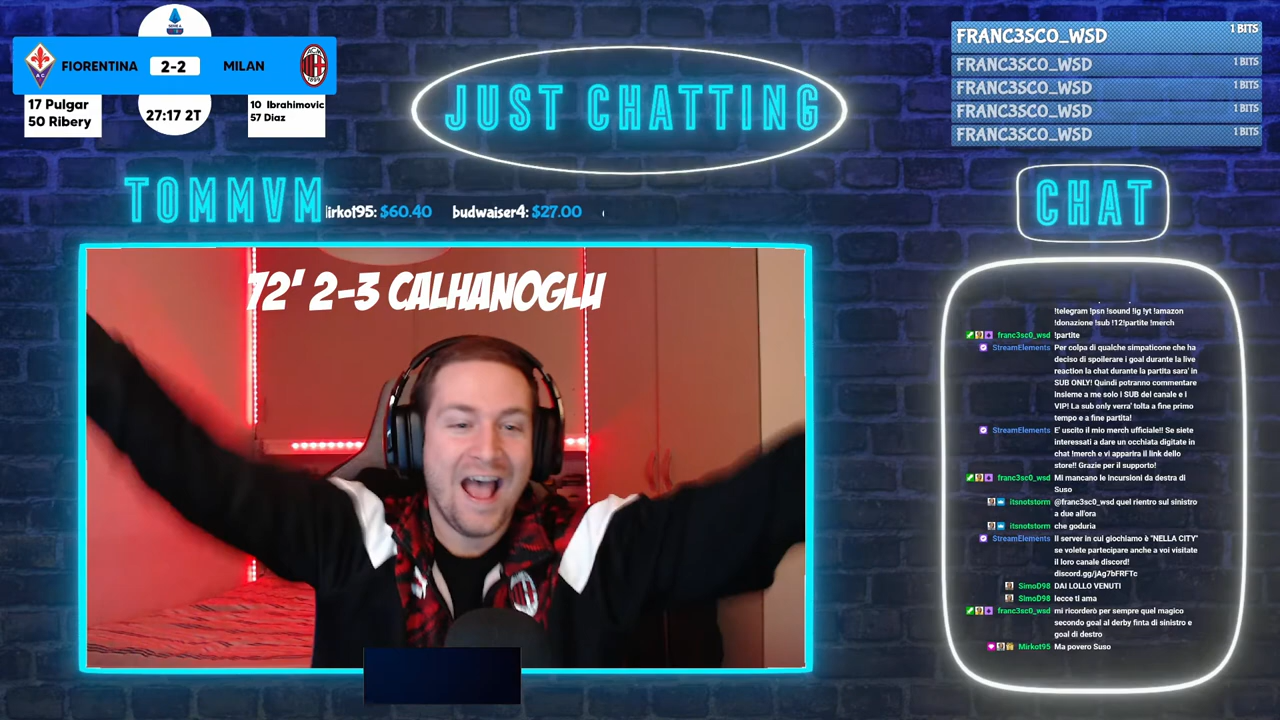 SERIE A
FIORENTINA
2-2
MILAN
17 Pulgar
50 Ribery
27:17 2T
10 Ibrahimovic
57 Diaz
JUST CHATTING
FRANC3SCO_WSD 1 BITS
FRANC3SCO_WSD 1 BITS
FRANC3SCO_WSD 1 BITS
FRANC3SCO_WSD 1 BITS
FRANC3SCO_WSD 1 BITS
TOMMVM
irkot95: $60.40 budwaiser4: $27.00
CHAT
72' 2-3 CALHANOGLU
!telegram !psn !sound !ig !yt !amazon
!donazione !sub !12!partite !merch
franc3sc0_wsd !partite
StreamElements Per colpa di qualche simpaticone che ha
deciso di spoilerare i goal durante la live
reaction la chat durante la partita sara' in
SUB ONLY! Quindi potranno commentare
insieme a me solo i SUB del canale e i
VIP! La sub only verra' tolta a fine primo
tempo e a fine partita!
StreamElements E' uscito il mio merch ufficiale!! Se siete
interessati a dare un occhiata digitate in
chat !merch e vi apparira il link dello
store!! Grazie per il supporto!
franc3sc0_wsd Mi mancano le incursioni da destra di
Suso
itsnotstorm @franc3sc0_wsd quel rientro sul sinistro
a due all'ora
itsnotstorm che goduria
StreamElements Il server in cui giochiamo è "NELLA CITY"
se volete partecipare anche a voi visitate
il loro canale discord!
discord.gg/jAg7bFRFTc
SimoD98 DAI LOLLO VENUTI
SimoD98 lecce ti ama
franc3sc0_wsd mi ricorderò per sempre quel magico
secondo goal al derby finta di sinistro e
goal di destro
Mirkot95 Ma povero Suso